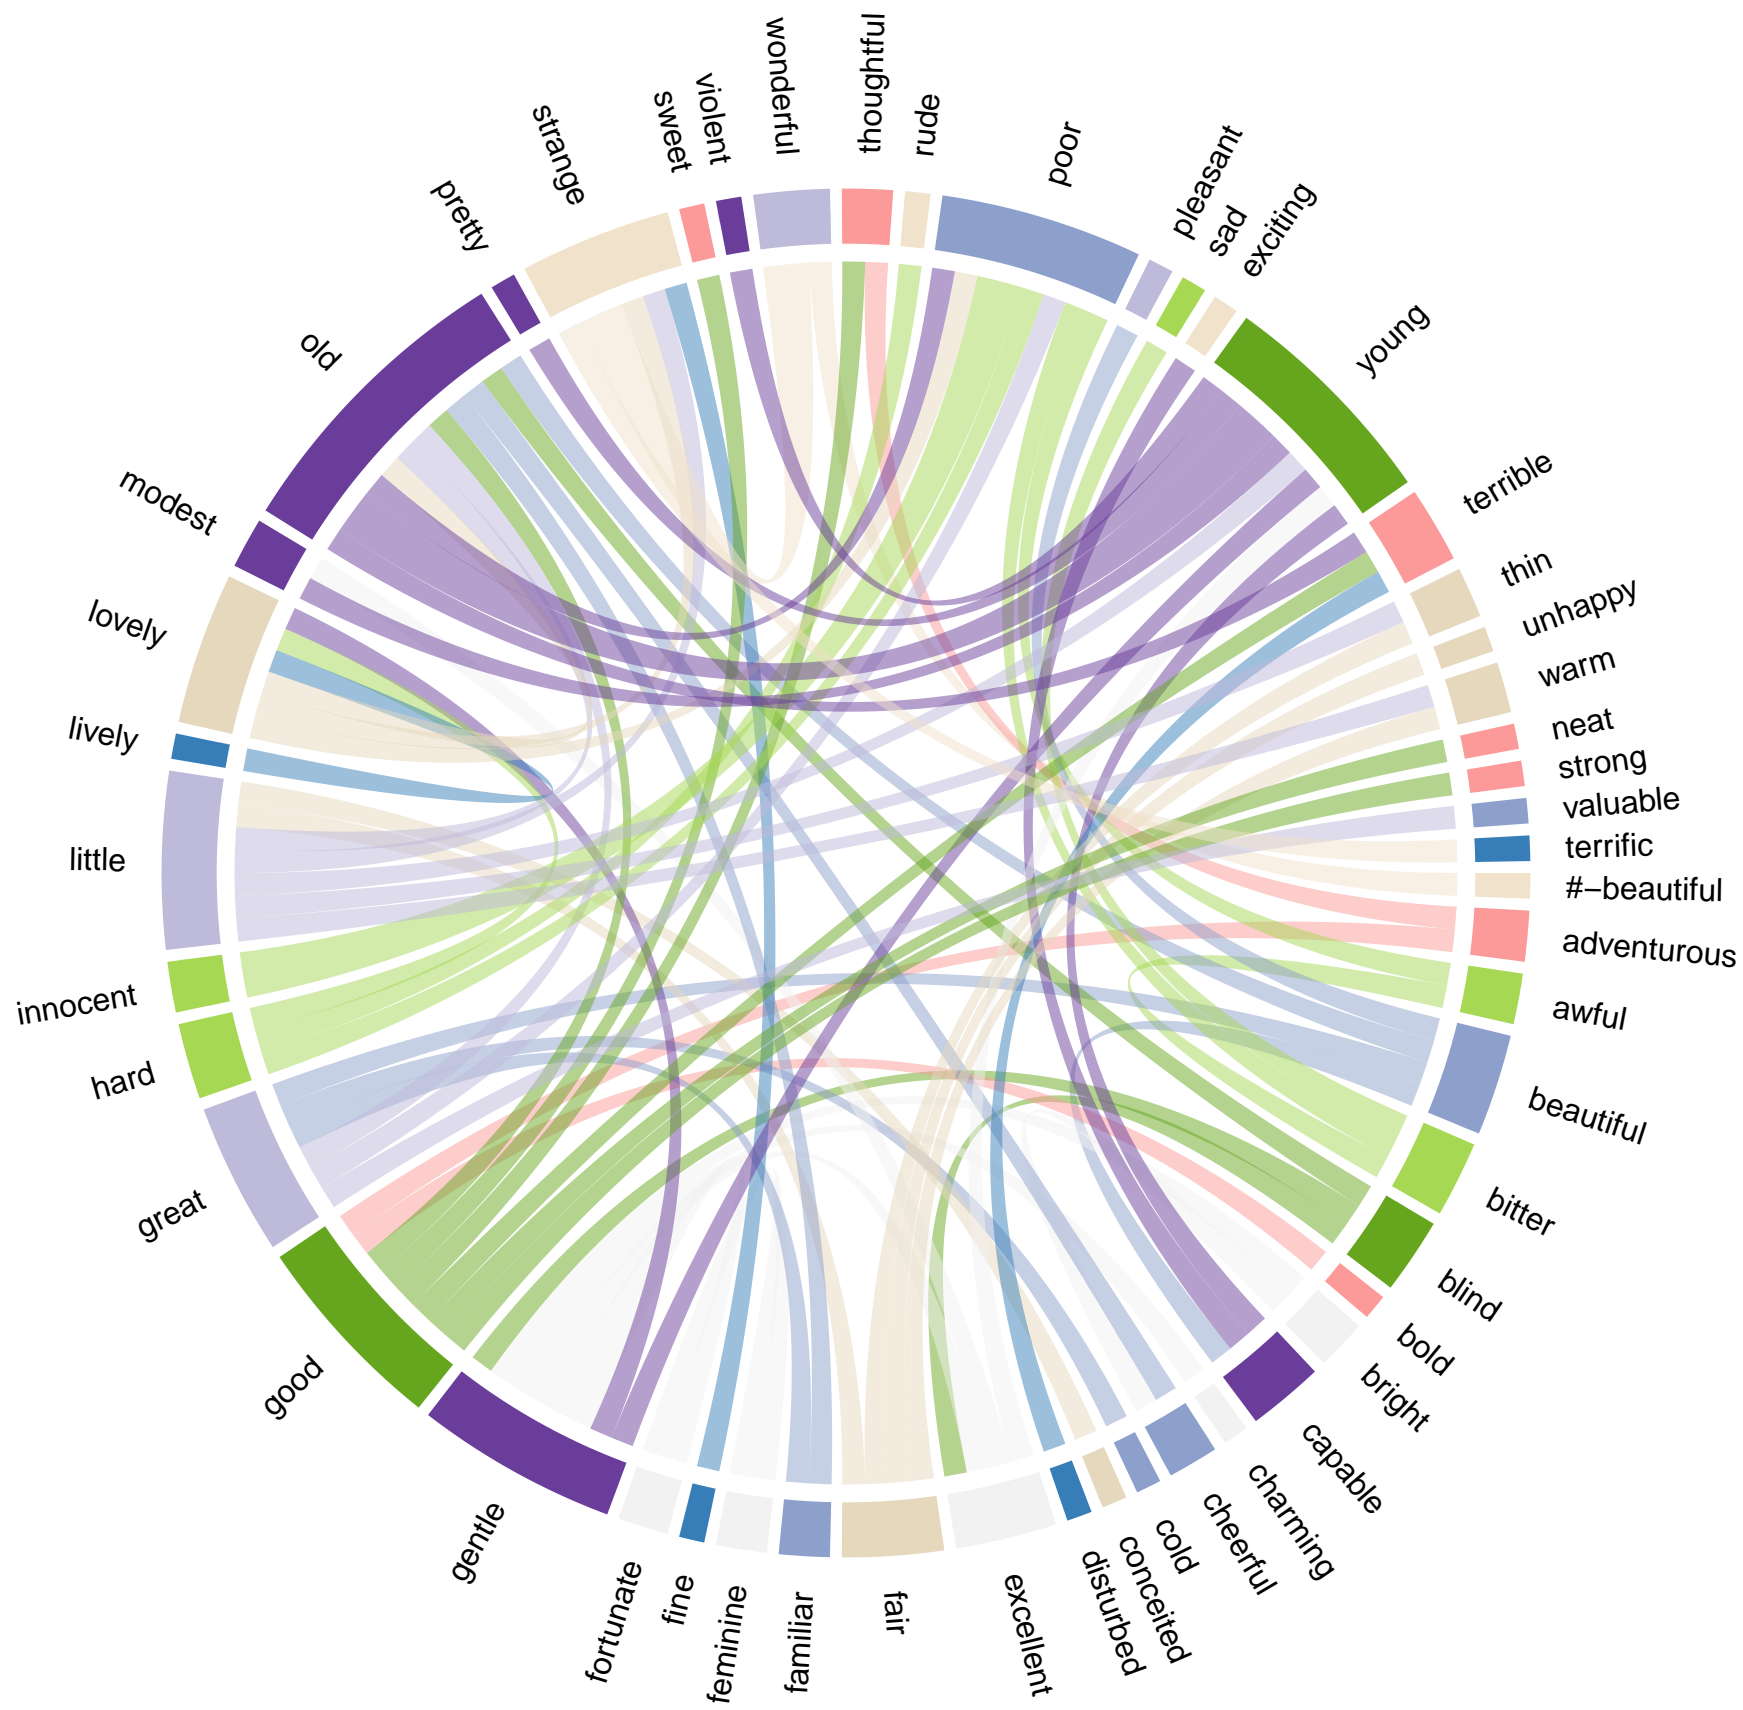 thoughtful
rude
poor
pleasant
sad
exciting
young
terrible
thin
unhappy
warm
neat
strong
valuable
terrific
#−beautiful
adventurous
awful
beautiful
bitter
blind
bold
bright
capable
charming
cheerful
cold
conceited
disturbed
excellent
fair
familiar
feminine
fine
fortunate
gentle
good
great
hard
innocent
little
lively
lovely
modest
old
pretty
strange
sweet
violent
wonderful